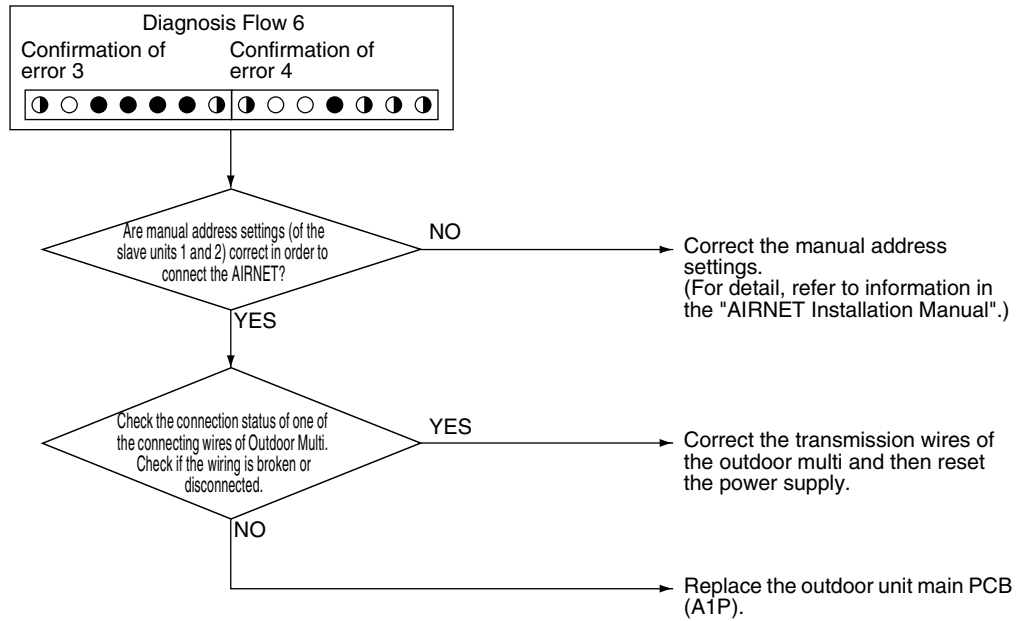 Diagnosis Flow 6
Confirmation of
error 3
Confirmation of
error 4
Are manual address settings (of the
slave units 1 and 2) correct in order to
connect the AIRNET?
NO
Correct the manual address
settings.
(For detail, refer to information in
the "AIRNET Installation Manual".)
YES
Check the connection status of one of
the connecting wires of Outdoor Multi.
Check if the wiring is broken or
disconnected.
YES
Correct the transmission wires of
the outdoor multi and then reset
the power supply.
NO
Replace the outdoor unit main PCB
(A1P).